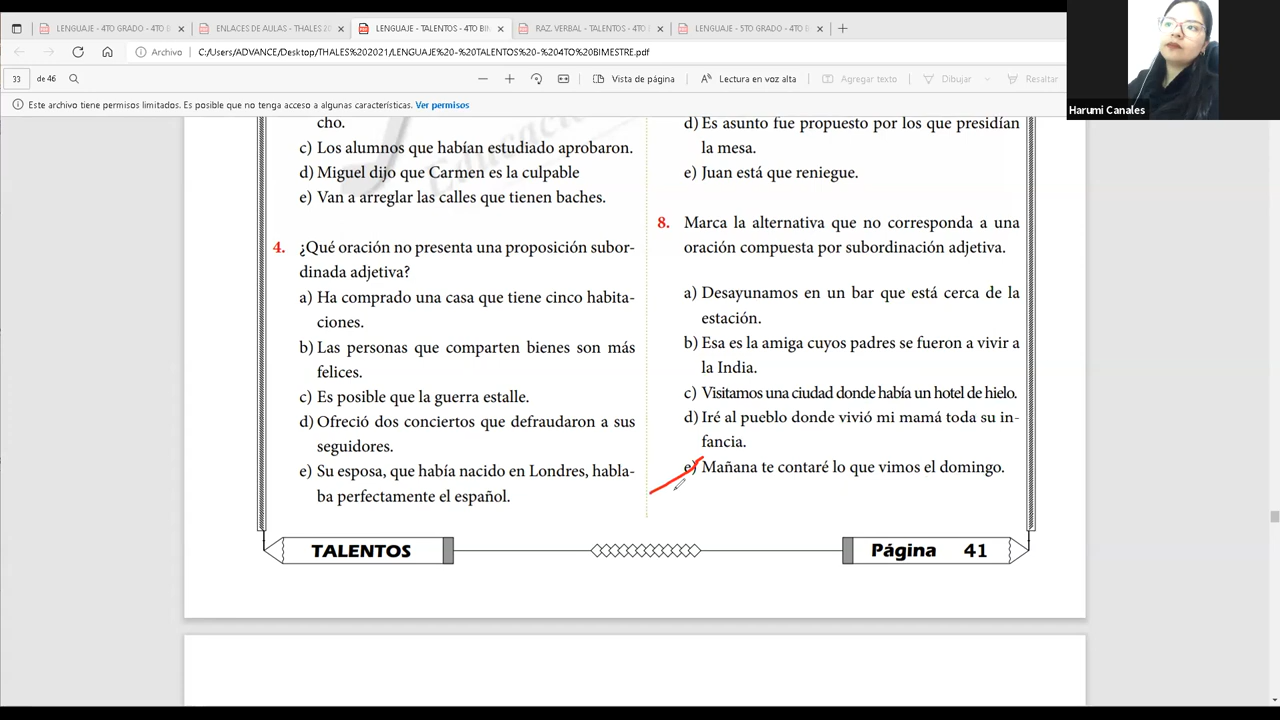 LENGUAJE - 4TO GRADO - 4TO B
ENLACES DE AULAS - THALES 20
LENGUAJE - TALENTOS - 4TO BI
RAZ. VERBAL - TALENTOS - 4TO
LENGUAJE - 5TO GRADO - 4TO B
Archivo
C:/Users/ADVANCE/Desktop/THALES%202021/LENGUAJE%20-%20TALENTOS%20-%204TO%20BIMESTRE.pdf
33 de 46
Vista de página
Lectura en voz alta
Agregar texto
Dibujar
Resaltar
Este archivo tiene permisos limitados. Es posible que no tenga acceso a algunas características. Ver permisos
Harumi Canales
cho.
c) Los alumnos que habían estudiado aprobaron.
d) Miguel dijo que Carmen es la culpable
e) Van a arreglar las calles que tienen baches.
4. ¿Qué oración no presenta una proposición subor-
dinada adjetiva?
a) Ha comprado una casa que tiene cinco habita-
ciones.
b) Las personas que comparten bienes son más
felices.
c) Es posible que la guerra estalle.
d) Ofreció dos conciertos que defraudaron a sus
seguidores.
e) Su esposa, que había nacido en Londres, habla-
ba perfectamente el español.
d) Es asunto fue propuesto por los que presidían
la mesa.
e) Juan está que reniegue.
8. Marca la alternativa que no corresponda a una
oración compuesta por subordinación adjetiva.
a) Desayunamos en un bar que está cerca de la
estación.
b) Esa es la amiga cuyos padres se fueron a vivir a
la India.
c) Visitamos una ciudad donde había un hotel de hielo.
d) Iré al pueblo donde vivió mi mamá toda su in-
fancia.
e) Mañana te contaré lo que vimos el domingo.
TALENTOS
Página 41